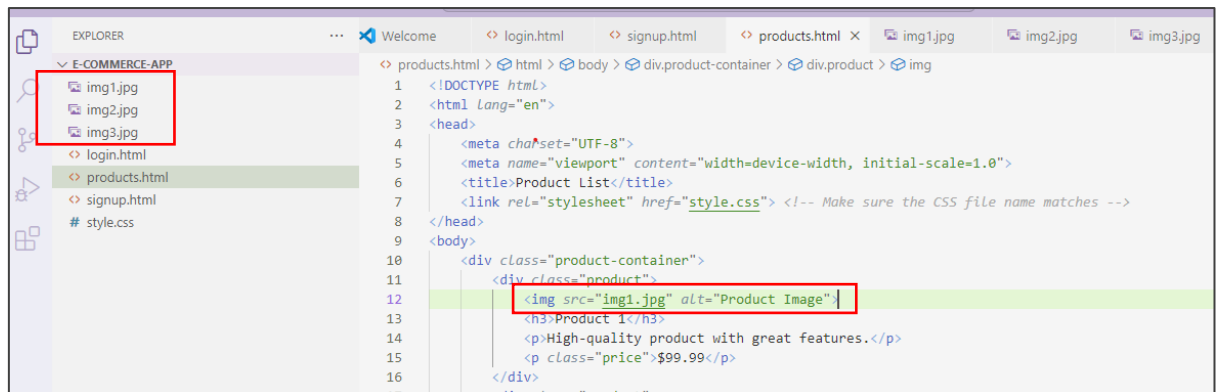 EXPLORER
···
Welcome
login.html
signup.html
products.html
img1.jpg
img2.jpg
img3.jpg
E-COMMERCE-APP
img1.jpg
img2.jpg
img3.jpg
login.html
products.html
signup.html
# style.css
products.html > html > body > div.product-container > div.product > img
1 <!DOCTYPE html>
2 <html lang="en">
3 <head>
4 <meta charset="UTF-8">
5 <meta name="viewport" content="width=device-width, initial-scale=1.0">
6 <title>Product List</title>
7 <link rel="stylesheet" href="style.css"> <!-- Make sure the CSS file name matches -->
8 </head>
9 <body>
10 <div class="product-container">
11 <div class="product">
12 <img src="img1.jpg" alt="Product Image">
13 <h3>Product 1</h3>
14 <p>High-quality product with great features.</p>
15 <p class="price">$99.99</p>
16 </div>